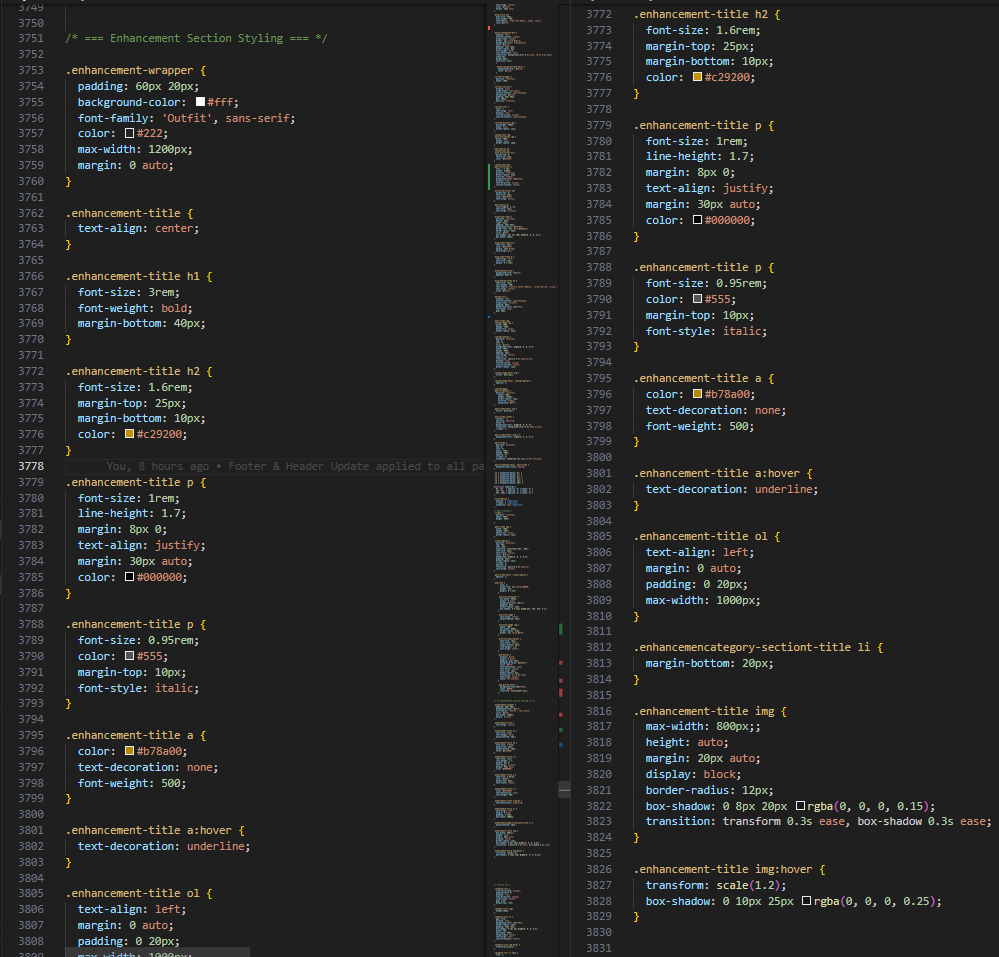 3749
3750
3751 /* === Enhancement Section Styling === */
3752
3753 .enhancement-wrapper {
3754 padding: 60px 20px;
3755 background-color: #fff;
3756 font-family: 'Outfit', sans-serif;
3757 color: #222;
3758 max-width: 1200px;
3759 margin: 0 auto;
3760 }
3761
3762 .enhancement-title {
3763 text-align: center;
3764 }
3765
3766 .enhancement-title h1 {
3767 font-size: 3rem;
3768 font-weight: bold;
3769 margin-bottom: 40px;
3770 }
3771
3772 .enhancement-title h2 {
3773 font-size: 1.6rem;
3774 margin-top: 25px;
3775 margin-bottom: 10px;
3776 color: #c29200;
3777 }
3778 You, 8 hours ago • Footer & Header Update applied to all pa
3779 .enhancement-title p {
3780 font-size: 1rem;
3781 line-height: 1.7;
3782 margin: 8px 0;
3783 text-align: justify;
3784 margin: 30px auto;
3785 color: #000000;
3786 }
3787
3788 .enhancement-title p {
3789 font-size: 0.95rem;
3790 color: #555;
3791 margin-top: 10px;
3792 font-style: italic;
3793 }
3794
3795 .enhancement-title a {
3796 color: #b78a00;
3797 text-decoration: none;
3798 font-weight: 500;
3799 }
3800
3801 .enhancement-title a:hover {
3802 text-decoration: underline;
3803 }
3804
3805 .enhancement-title ol {
3806 text-align: left;
3807 margin: 0 auto;
3808 padding: 0 20px;
3809 max-width: 1000px;
3772 .enhancement-title h2 {
3773 font-size: 1.6rem;
3774 margin-top: 25px;
3775 margin-bottom: 10px;
3776 color: #c29200;
3777 }
3778
3779 .enhancement-title p {
3780 font-size: 1rem;
3781 line-height: 1.7;
3782 margin: 8px 0;
3783 text-align: justify;
3784 margin: 30px auto;
3785 color: #000000;
3786 }
3787
3788 .enhancement-title p {
3789 font-size: 0.95rem;
3790 color: #555;
3791 margin-top: 10px;
3792 font-style: italic;
3793 }
3794
3795 .enhancement-title a {
3796 color: #b78a00;
3797 text-decoration: none;
3798 font-weight: 500;
3799 }
3800
3801 .enhancement-title a:hover {
3802 text-decoration: underline;
3803 }
3804
3805 .enhancement-title ol {
3806 text-align: left;
3807 margin: 0 auto;
3808 padding: 0 20px;
3809 max-width: 1000px;
3810 }
3811
3812 .enhancemencategory-sectiont-title li {
3813 margin-bottom: 20px;
3814 }
3815
3816 .enhancement-title img {
3817 max-width: 800px;;
3818 height: auto;
3819 margin: 20px auto;
3820 display: block;
3821 border-radius: 12px;
3822 box-shadow: 0 8px 20px rgba(0, 0, 0, 0.15);
3823 transition: transform 0.3s ease, box-shadow 0.3s ease;
3824 }
3825
3826 .enhancement-title img:hover {
3827 transform: scale(1.2);
3828 box-shadow: 0 10px 25px rgba(0, 0, 0, 0.25);
3829 }
3830
3831